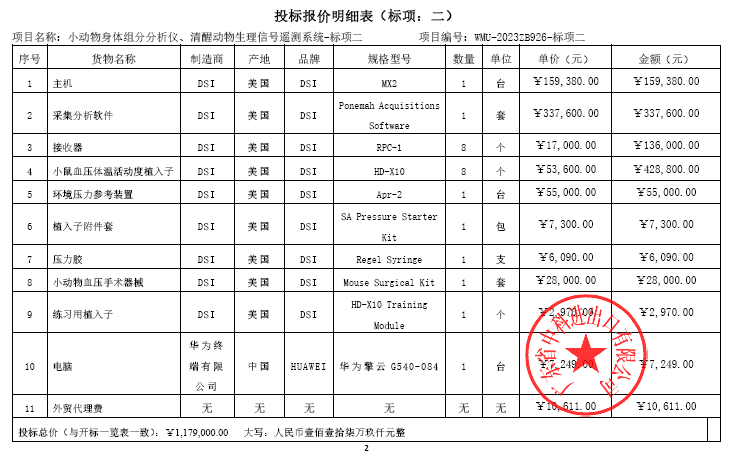 投标报价明细表（标项：二）
项目名称：小动物身体组分分析仪、清醒动物生理信号遥测系统-标项二 项目编号：WMU-2023ZB926-标项二
序号 货物名称 制造商 产地 品牌 规格型号 数量 单位 单价（元） 金额（元）
1 主机 DSI 美国 DSI MX2 1 台 ￥159,380.00 ￥159,380.00
2 采集分析软件 DSI 美国 DSI Ponemah Acquisitions Software 1 套 ￥337,600.00 ￥337,600.00
3 接收器 DSI 美国 DSI RPC-1 8 个 ￥17,000.00 ￥136,000.00
4 小鼠血压体温活动度植入子 DSI 美国 DSI HD-X10 8 个 ￥53,600.00 ￥428,800.00
5 环境压力参考装置 DSI 美国 DSI Apr-2 1 台 ￥55,000.00 ￥55,000.00
6 植入子附件套 DSI 美国 DSI SA Pressure Starter Kit 1 包 ￥7,300.00 ￥7,300.00
7 压力胶 DSI 美国 DSI Regel Syringe 1 支 ￥6,090.00 ￥6,090.00
8 小动物血压手术器械 DSI 美国 DSI Mouse Surgical Kit 1 套 ￥28,000.00 ￥28,000.00
9 练习用植入子 DSI 美国 DSI HD-X10 Training Module 1 个 ￥2,970.00 ￥2,970.00
10 电脑 华为终端有限公司 中国 HUAWEI 华为擎云 G540-084 1 台 ￥7,249.00 ￥7,249.00
11 外贸代理费 无 无 无 无 无 无 ￥10,611.00 ￥10,611.00
投标总价（与开标一览表一致）：￥1,179,000.00 大写：人民币壹佰壹拾柒万玖仟元整
2
广东省中科进出口有限公司